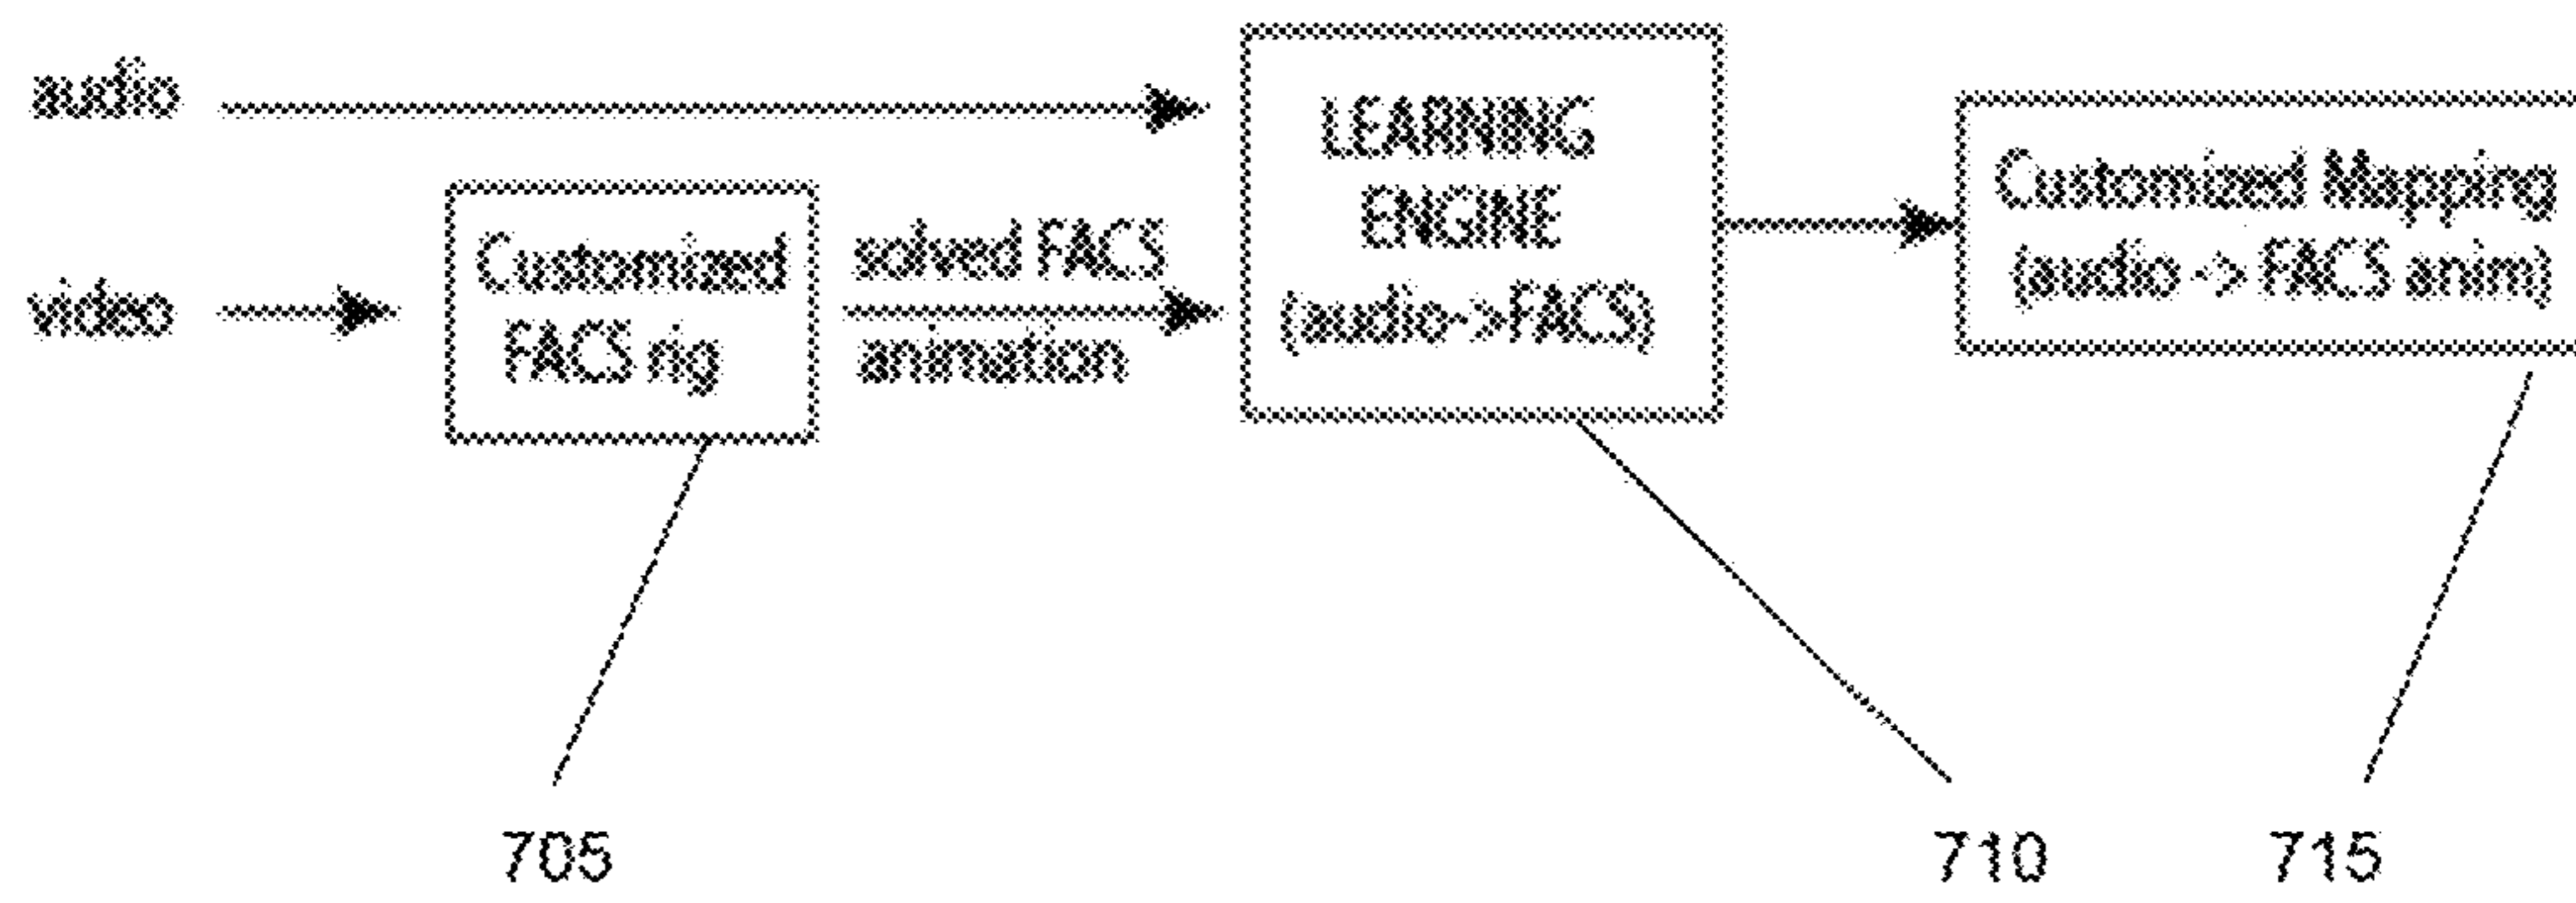 audio
video
Customized
FACS rig
solved FACS
animation
LEARNING
ENGINE
(audio->FACS)
Customized Mapping
(audio -> FACS anim)
705
710
715